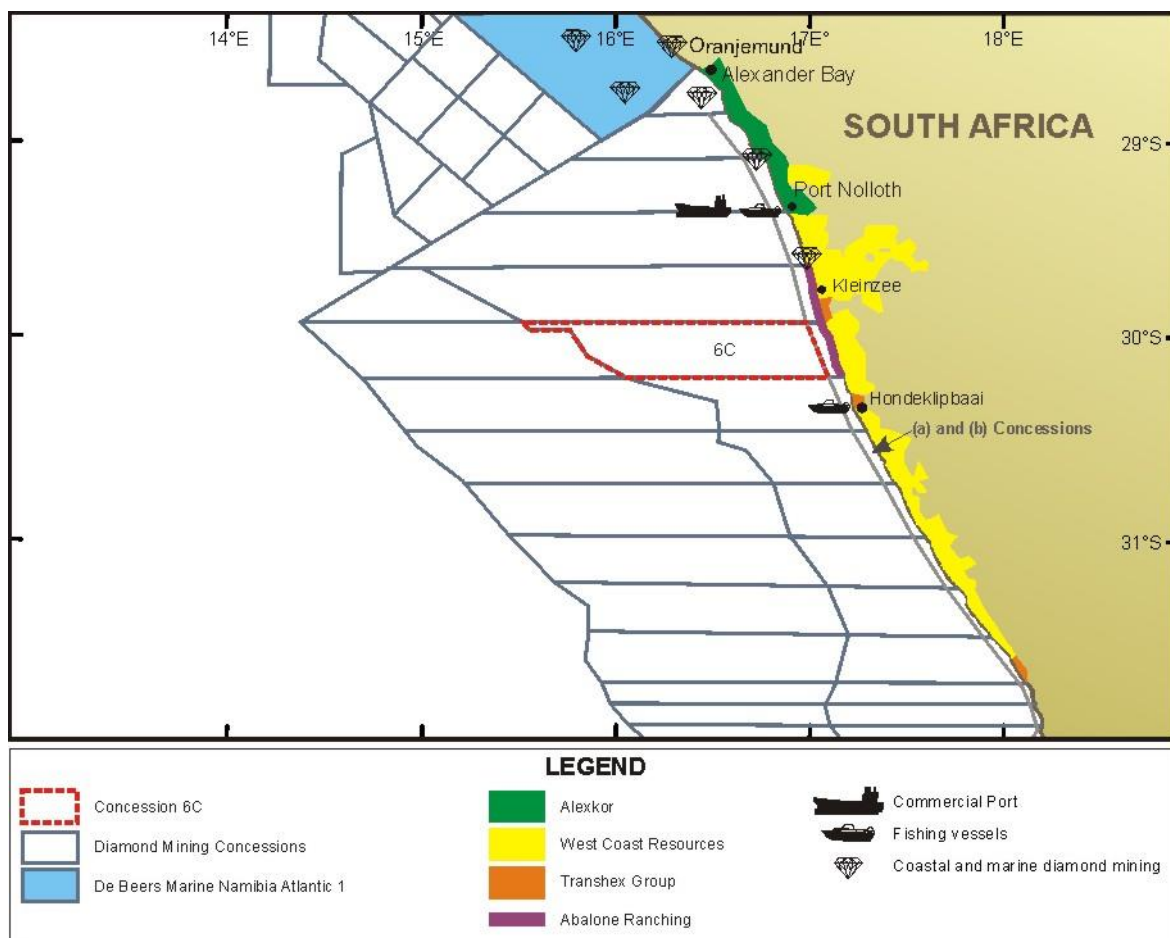 14°E
15°E
16°E
17°E
18°E
Oranjemund
Alexander Bay
SOUTH AFRICA
29°S
Port Nolloth
Kleinzee
30°S
6C
Hondeklipbaai
(a) and (b) Concessions
31°S
LEGEND
Concession 6C
Diamond Mining Concessions
De Beers Marine Namibia Atlantic 1
Alexkor
West Coast Resources
Transhex Group
Abalone Ranching
Commercial Port
Fishing vessels
Coastal and marine diamond mining